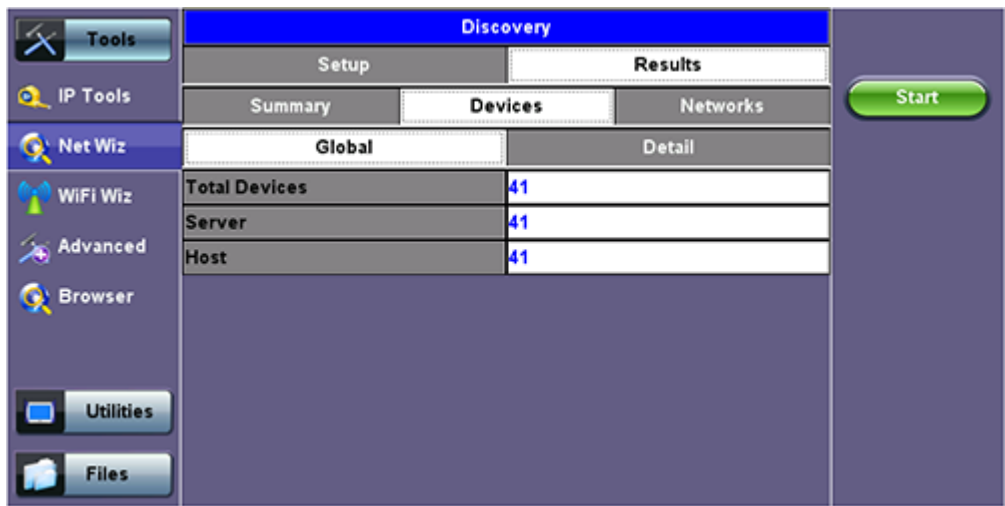 Tools
IP Tools
Net Wiz
WiFi Wiz
Advanced
Browser
Utilities
Files
Discovery
Setup Results
Summary Devices Networks
Global Detail
Total Devices 41
Server 41
Host 41
Start